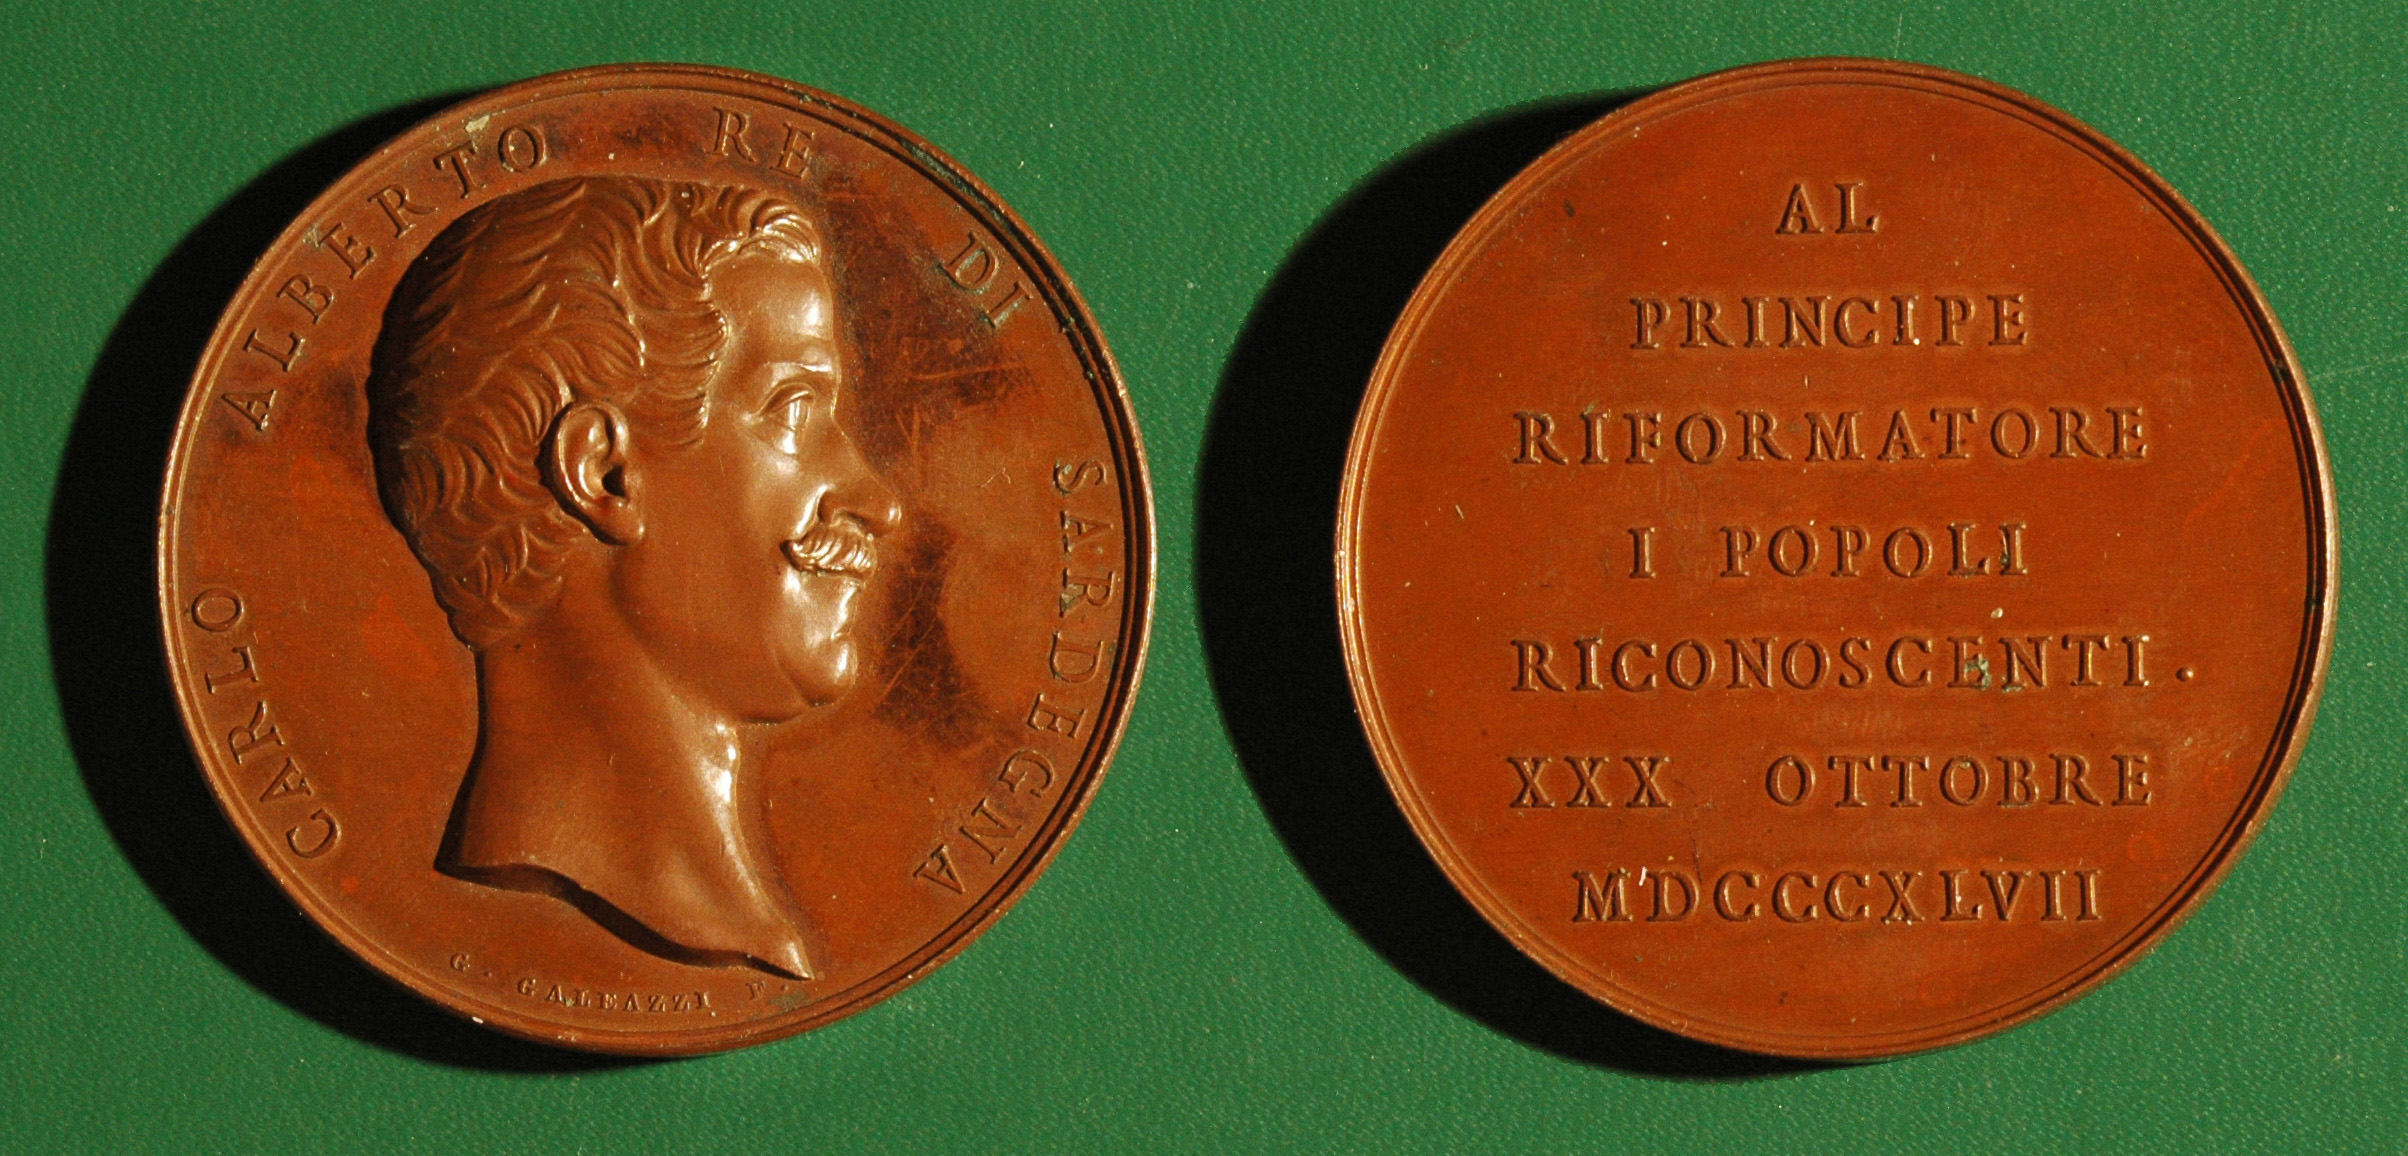 CARLO ALBERTO RE DI SARDEGNA
G. GALEAZZI F.
AL
PRINCIPE
RIFORMATORE
I POPOLI
RICONOSCENTI.
XXX OTTOBRE
MDCCCXLVII